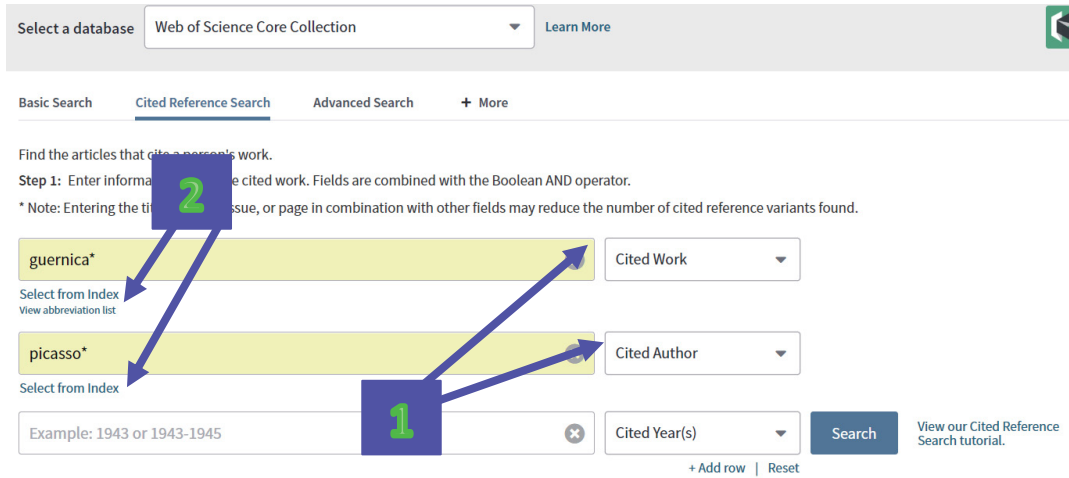 Select a database Web of Science Core Collection Learn More
Basic Search Cited Reference Search Advanced Search + More
Find the articles that cite a person's work.
Step 1: Enter informa e cited work. Fields are combined with the Boolean AND operator.
* Note: Entering the tit ssue, or page in combination with other fields may reduce the number of cited reference variants found.
2
guernica* Cited Work
Select from Index
View abbreviation list
picasso* Cited Author
Select from Index
1
Example: 1943 or 1943-1945 Cited Year(s) Search View our Cited Reference
Search tutorial.
+ Add row | Reset